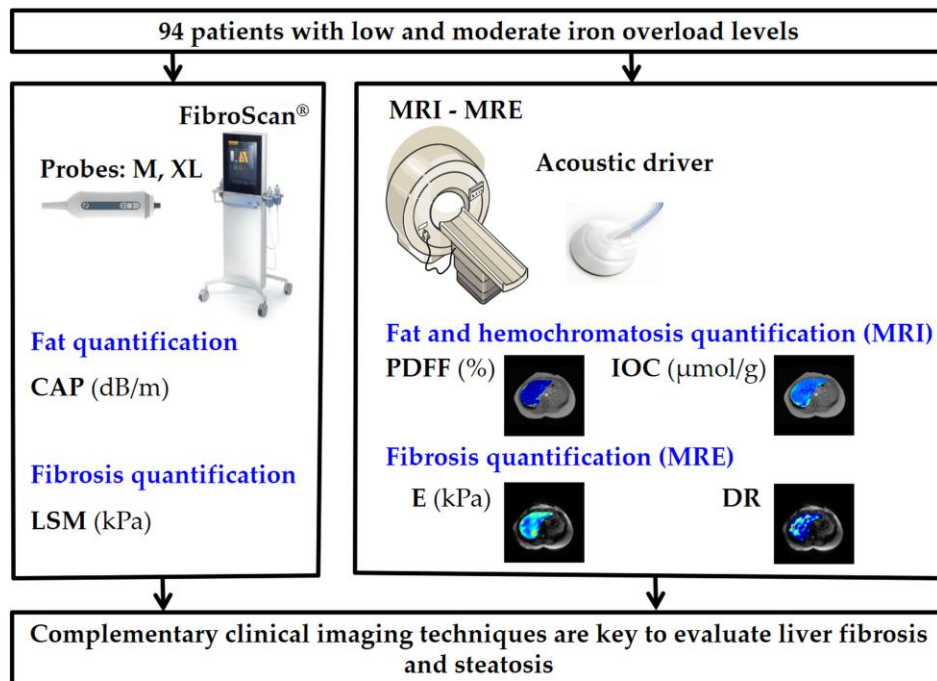 94 patients with low and moderate iron overload levels
FibroScan®
Probes: M, XL
Fat quantification
CAP (dB/m)
Fibrosis quantification
LSM (kPa)
MRI - MRE
Acoustic driver
Fat and hemochromatosis quantification (MRI)
PDFF (%) IOC (µmol/g)
Fibrosis quantification (MRE)
E (kPa) DR
Complementary clinical imaging techniques are key to evaluate liver fibrosis
and steatosis